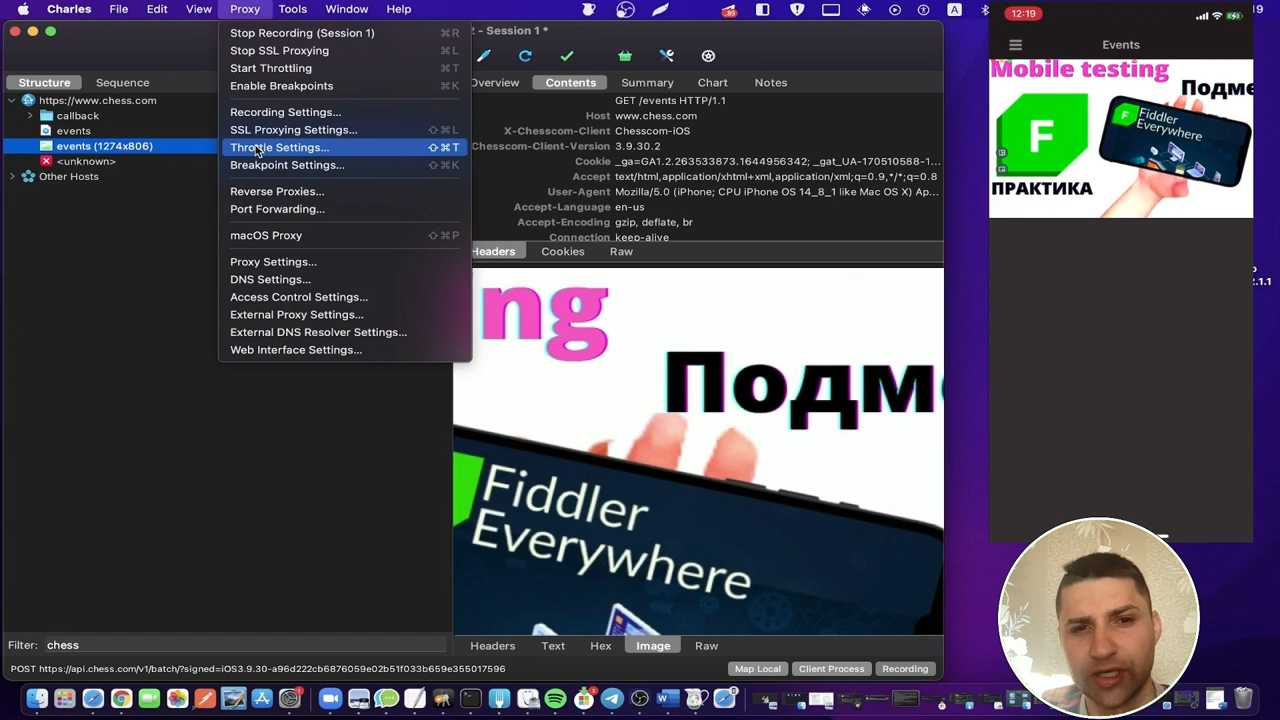 Charles File Edit View Proxy Tools Window Help
.89
A
19
2 - Session 1 *
Structure Sequence
https://www.chess.com
callback
events
events (1274x806)
<unknown>
Other Hosts
Stop Recording (Session 1) ⌘R
Stop SSL Proxying ⌘L
Start Throttling ⌘T
Enable Breakpoints ⌘K
Recording Settings...
SSL Proxying Settings... ⇧⌘L
Throttle Settings... ⇧⌘T
Breakpoint Settings... ⇧⌘K
Reverse Proxies...
Port Forwarding...
macOS Proxy ⇧⌘P
Proxy Settings...
DNS Settings...
Access Control Settings...
External Proxy Settings...
External DNS Resolver Settings...
Web Interface Settings...
Overview Contents Summary Chart Notes
GET /events HTTP/1.1
Host www.chess.com
X-Chesscom-Client Chesscom-iOS
Chesscom-Client-Version 3.9.30.2
Cookie _ga=GA1.2.263533873.1644956342; _gat_UA-170510588-1...
Accept text/html,application/xhtml+xml,application/xml;q=0.9,*/*;q=0.8
User-Agent Mozilla/5.0 (iPhone; CPU iPhone OS 14_8_1 like Mac OS X) Ap...
Accept-Language en-us
Accept-Encoding gzip, deflate, br
Connection keep-alive
Headers Cookies Raw
ng
Подм
Fiddler
Everywhere
Headers Text Hex Image Raw
Filter: chess
POST https://api.chess.com/v1/batch/?signed=iOS3.9.30-a96d222cb6876059e02b51f033b659e355017596
Map Local Client Process Recording
12:19
Events
Mobile testing
Подме
F
F
Fiddler
Everywhere
ПРАКТИКА
2.1.1